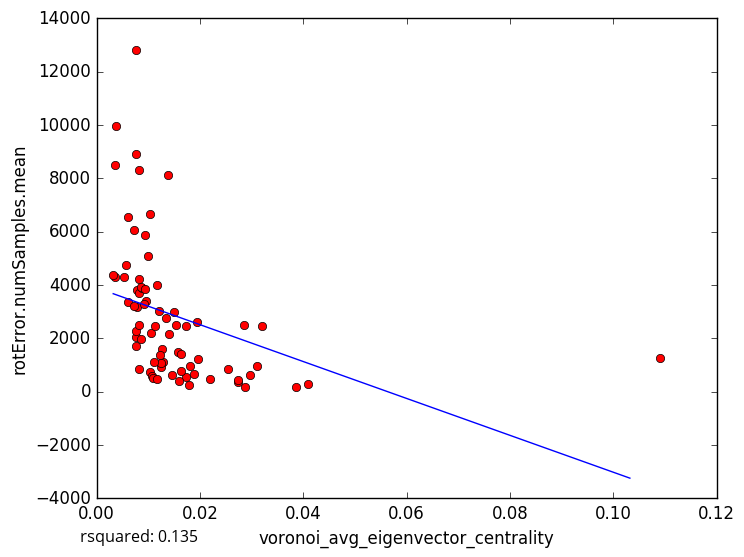 14000
12000
10000
8000
6000
4000
2000
0
−2000
−4000
rotError.numSamples.mean
0.00 0.02 0.04 0.06 0.08 0.10 0.12
rsquared: 0.135
voronoi_avg_eigenvector_centrality